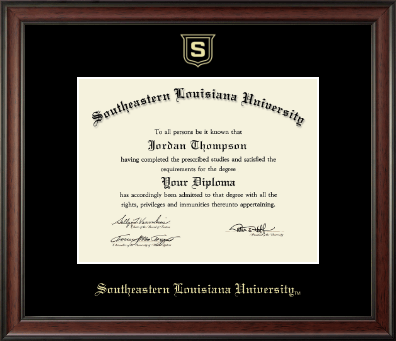 S
Southeastern Louisiana University
To all persons be it known that
Jordan Thompson
having completed the prescribed studies and satisfied the
requirements for the degree
Your Diploma
has accordingly been admitted to that degree with all the
rights, privileges and immunities thereunto appertaining.
Southeastern Louisiana University TM